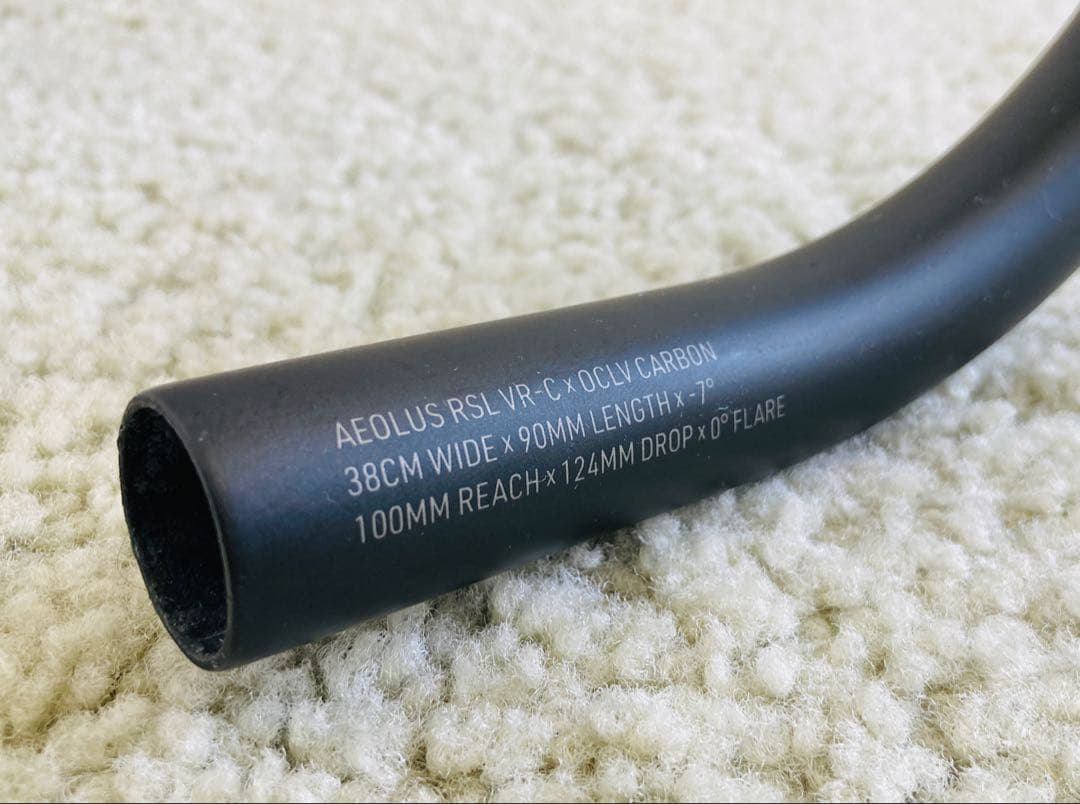 AEOLUS RSL VR-C x OCLV CARBON
38CM WIDE x 90MM LENGTH x -7°
100MM REACH x 124MM DROP x 0° FLARE